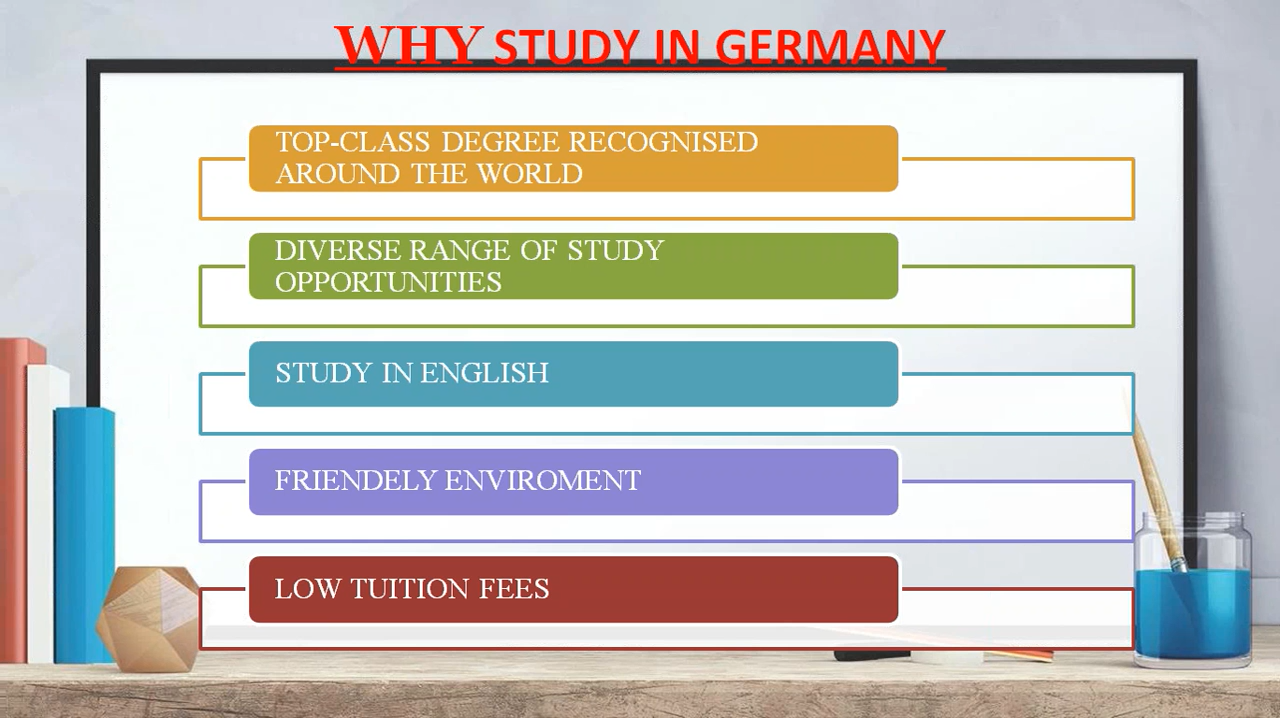 WHY STUDY IN GERMANY
TOP-CLASS DEGREE RECOGNISED
AROUND THE WORLD
DIVERSE RANGE OF STUDY
OPPORTUNITIES
STUDY IN ENGLISH
FRIENDELY ENVIROMENT
LOW TUITION FEES